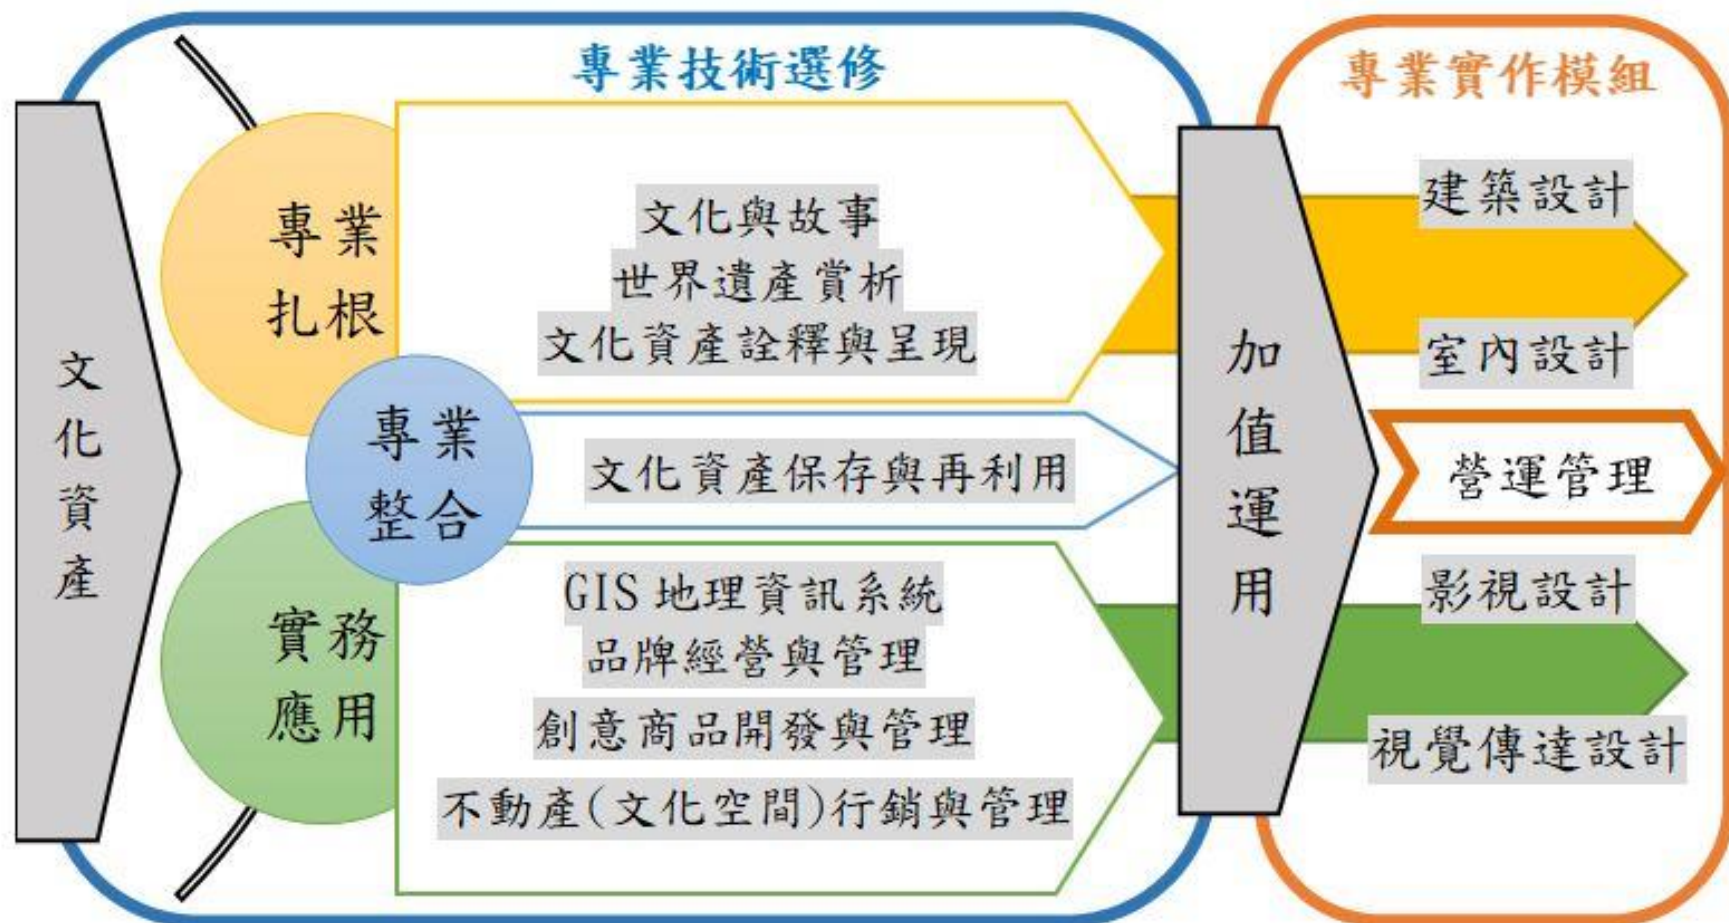 專業技術選修
專業實作模組
文化資產
專業
扎根
文化與故事
世界遺產賞析
文化資產詮釋與呈現
專業
整合
文化資產保存與再利用
實務
應用
GIS 地理資訊系統
品牌經營與管理
創意商品開發與管理
不動產(文化空間)行銷與管理
加值運用
建築設計
室內設計
營運管理
影視設計
視覺傳達設計